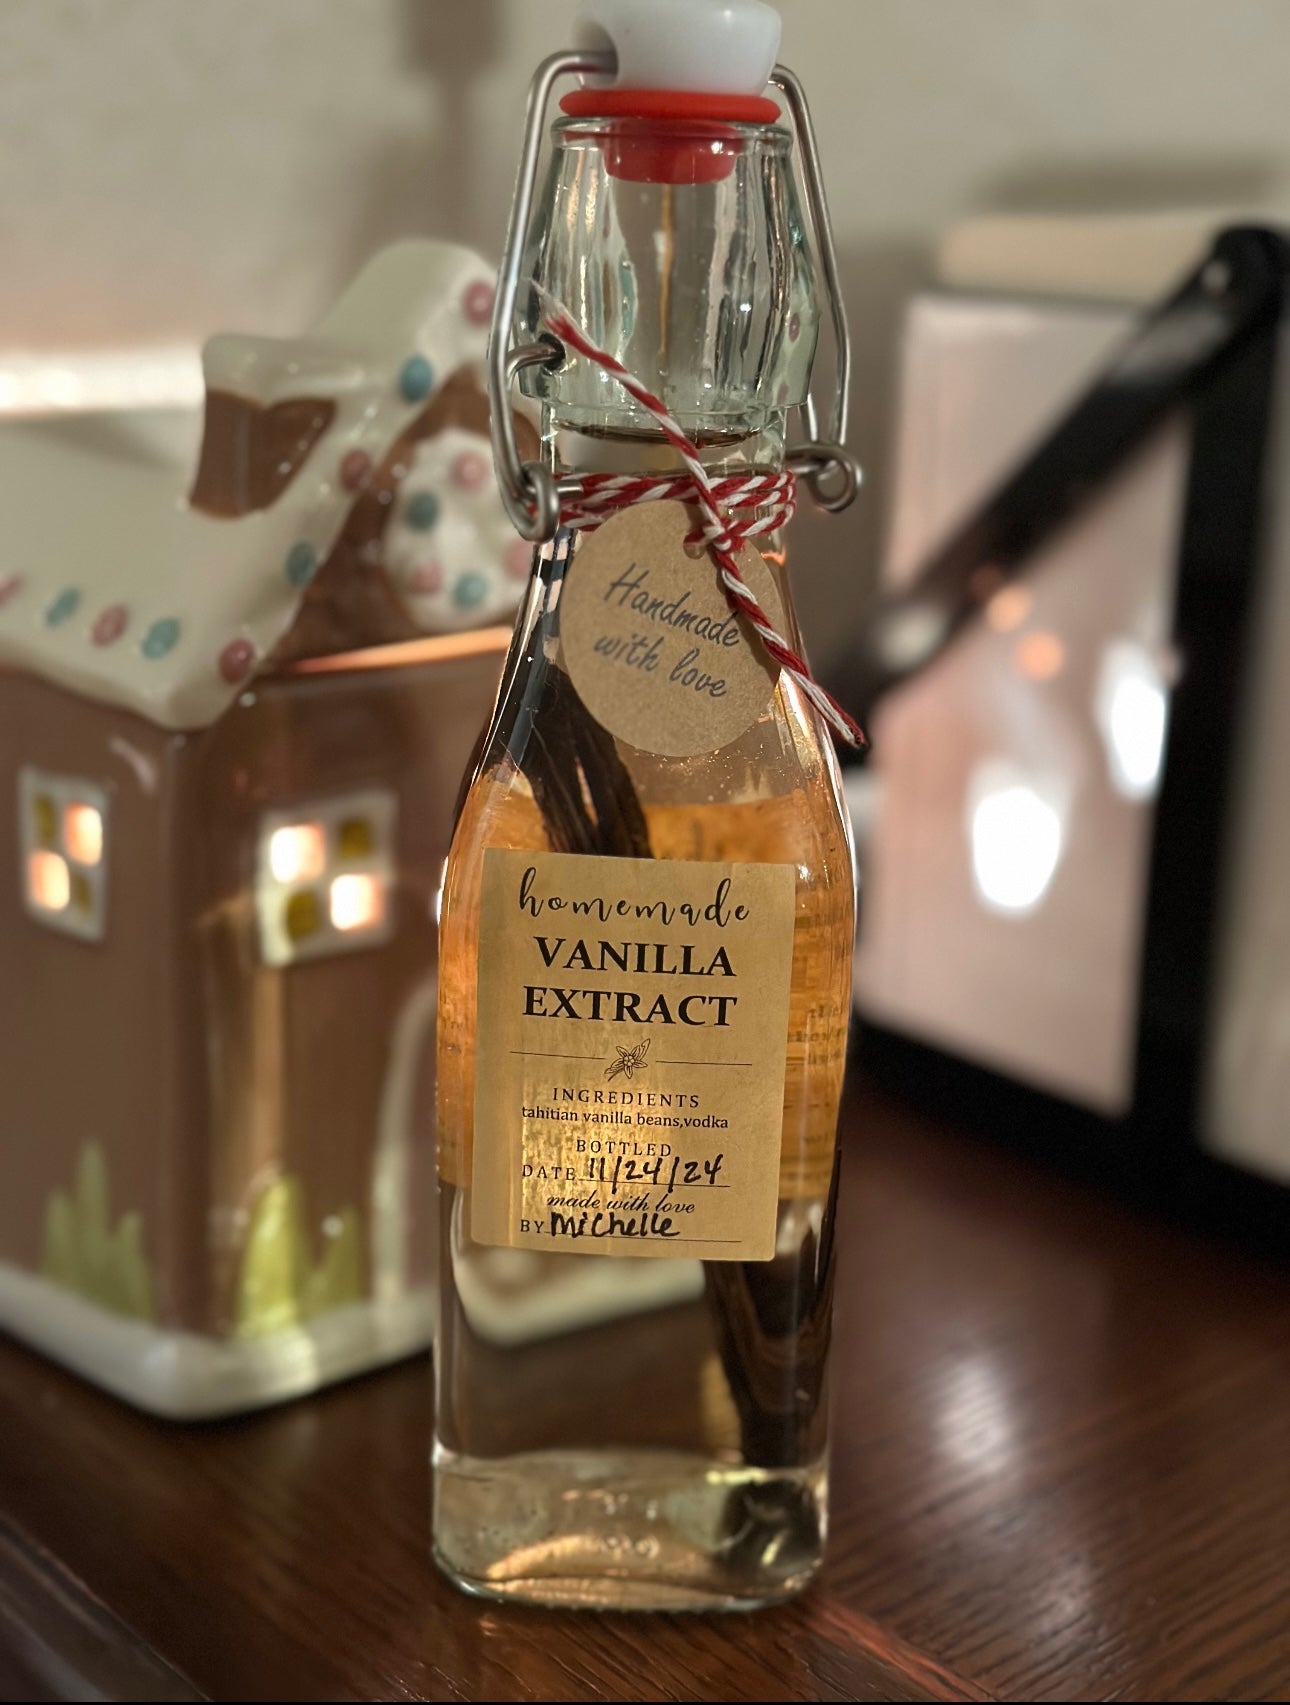 Handmade
with love
homemade
VANILLA
EXTRACT
INGREDIENTS
tahitian vanilla beans,vodka
BOTTLED
DATE 11/24/24
made with love
BY Michelle